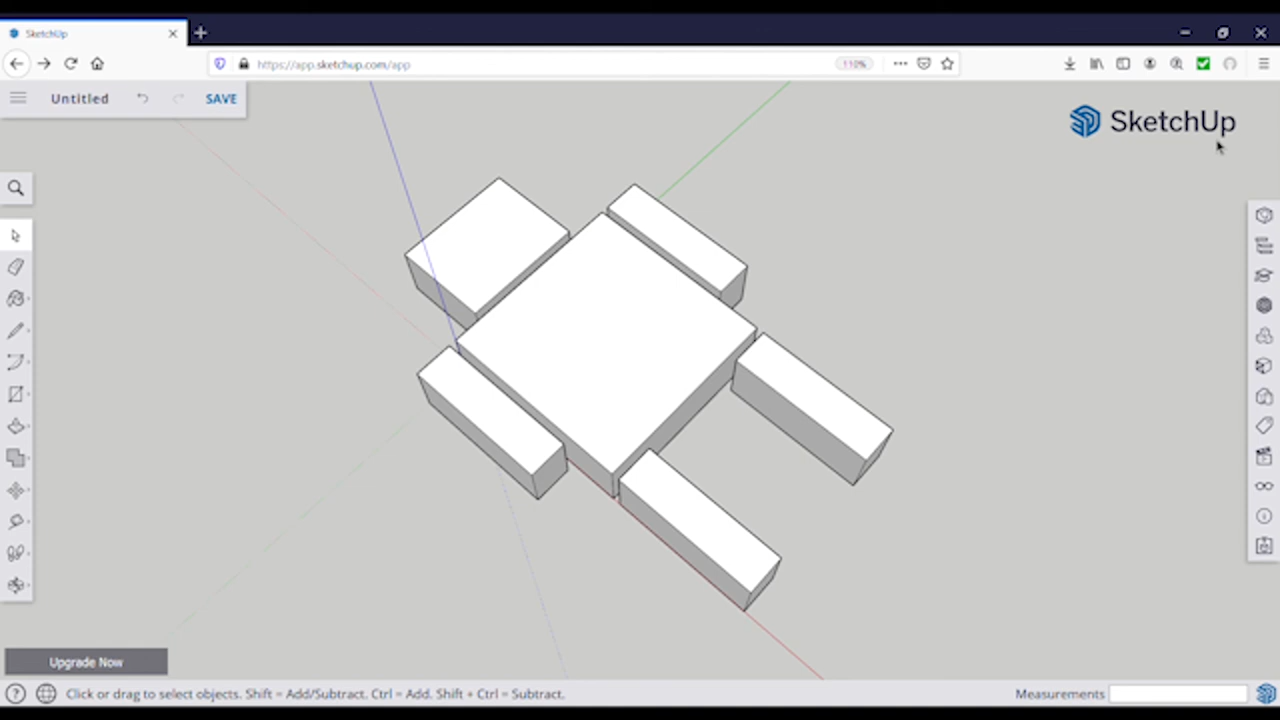 SketchUp
https://app.sketchup.com/app
110%
Untitled
SAVE
SketchUp
Upgrade Now
Click or drag to select objects. Shift = Add/Subtract. Ctrl = Add. Shift + Ctrl = Subtract.
Measurements